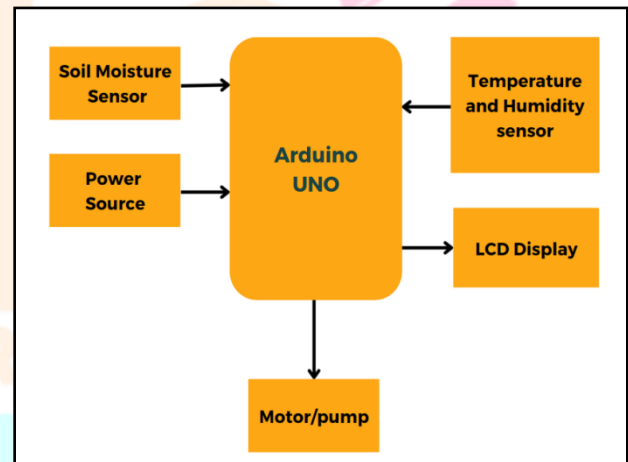 Soil Moisture
Sensor
Power
Source
Arduino
UNO
Temperature
and Humidity
sensor
LCD Display
Motor/pump